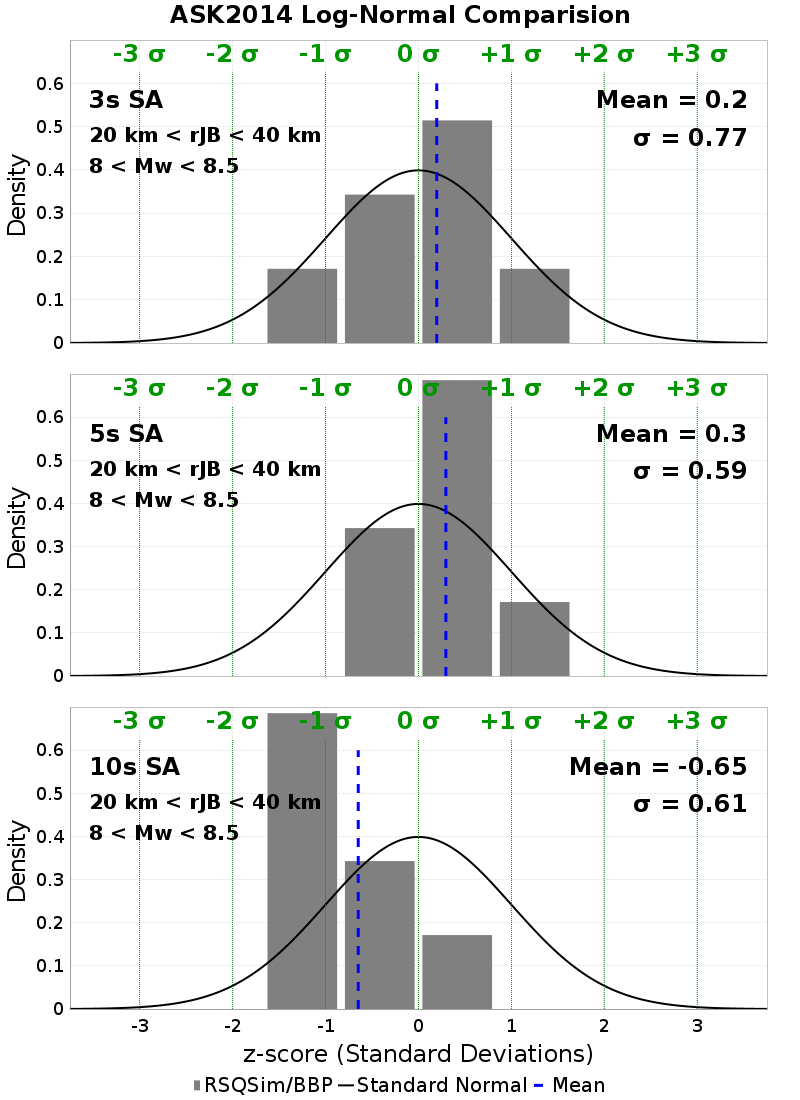 ASK2014 Log-Normal Comparision
-3 σ -2 σ -1 σ 0 σ +1 σ +2 σ +3 σ
3s SA
20 km < rJB < 40 km
8 < Mw < 8.5
Mean = 0.2
σ = 0.77
Density
0.6
0.5
0.4
0.3
0.2
0.1
0
-3 σ -2 σ -1 σ 0 σ +1 σ +2 σ +3 σ
5s SA
20 km < rJB < 40 km
8 < Mw < 8.5
Mean = 0.3
σ = 0.59
Density
0.6
0.5
0.4
0.3
0.2
0.1
0
-3 σ -2 σ -1 σ 0 σ +1 σ +2 σ +3 σ
10s SA
20 km < rJB < 40 km
8 < Mw < 8.5
Mean = -0.65
σ = 0.61
Density
0.6
0.5
0.4
0.3
0.2
0.1
0
-3 -2 -1 0 1 2 3
z-score (Standard Deviations)
RSQSim/BBP Standard Normal Mean